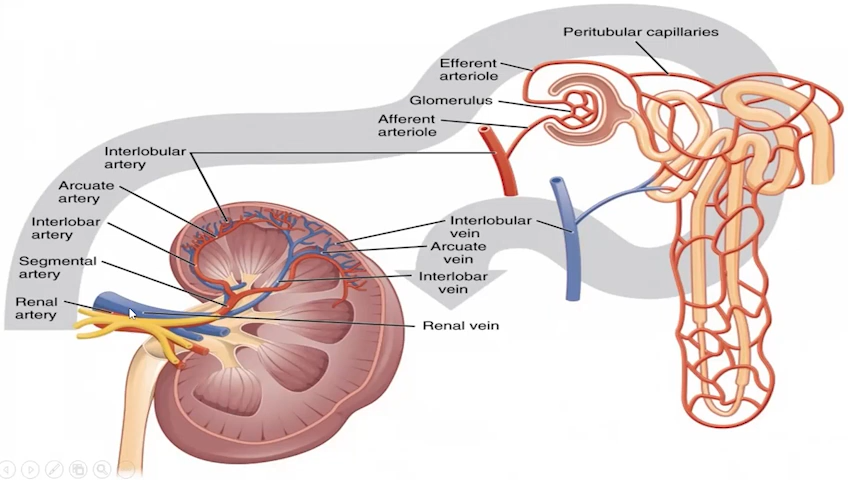 Peritubular capillaries
Efferent
arteriole
Glomerulus
Afferent
arteriole
Interlobular
artery
Arcuate
artery
Interlobar
artery
Segmental
artery
Renal
artery
Interlobular
vein
Arcuate
vein
Interlobar
vein
Renal vein